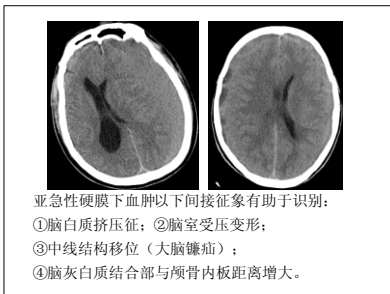 亚急性硬膜下血肿以下间接征象有助于识别：
①脑白质挤压征；②脑室受压变形；
③中线结构移位（大脑镰疝）；
④脑灰白质结合部与颅骨内板距离增大。